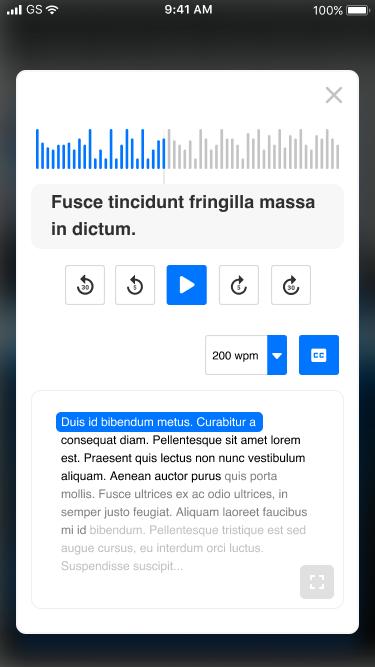 GS 9:41 AM 100%
Fusce tincidunt fringilla massa
in dictum.
30 5 5 30
200 wpm CC
Duis id bibendum metus. Curabitur a
consequat diam. Pellentesque sit amet lorem
est. Praesent quis lectus non nunc vestibulum
aliquam. Aenean auctor purus quis porta
mollis. Fusce ultrices ex ac odio ultrices, in
semper justo feugiat. Aliquam laoreet faucibus
mi id bibendum. Pellentesque tristique est sed
augue cursus, eu interdum orci luctus.
Suspendisse suscipit...